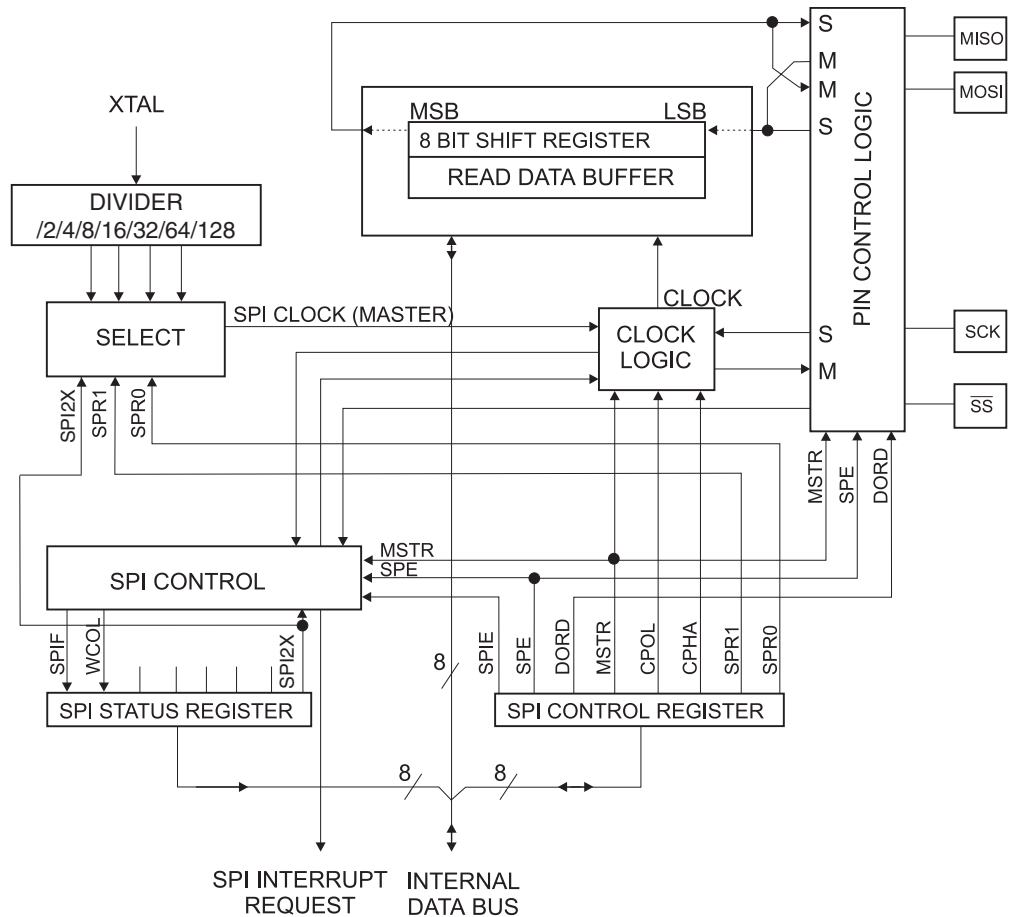 S
MISO
M
M
MOSI
XTAL
MSB
LSB
S
8 BIT SHIFT REGISTER
READ DATA BUFFER
PIN CONTROL LOGIC
DIVIDER
/2/4/8/16/32/64/128
CLOCK
SPI CLOCK (MASTER)
SELECT
CLOCK
LOGIC
S
SCK
M
SPI2X
SPR1
SPR0
SS
MSTR
SPE
DORD
MSTR
SPE
SPI CONTROL
SPIF
WCOL
SPI2X
8
SPIE
SPE
DORD
MSTR
CPOL
CPHA
SPR1
SPR0
SPI STATUS REGISTER
SPI CONTROL REGISTER
8
8
SPI INTERRUPT
REQUEST
INTERNAL
DATA BUS